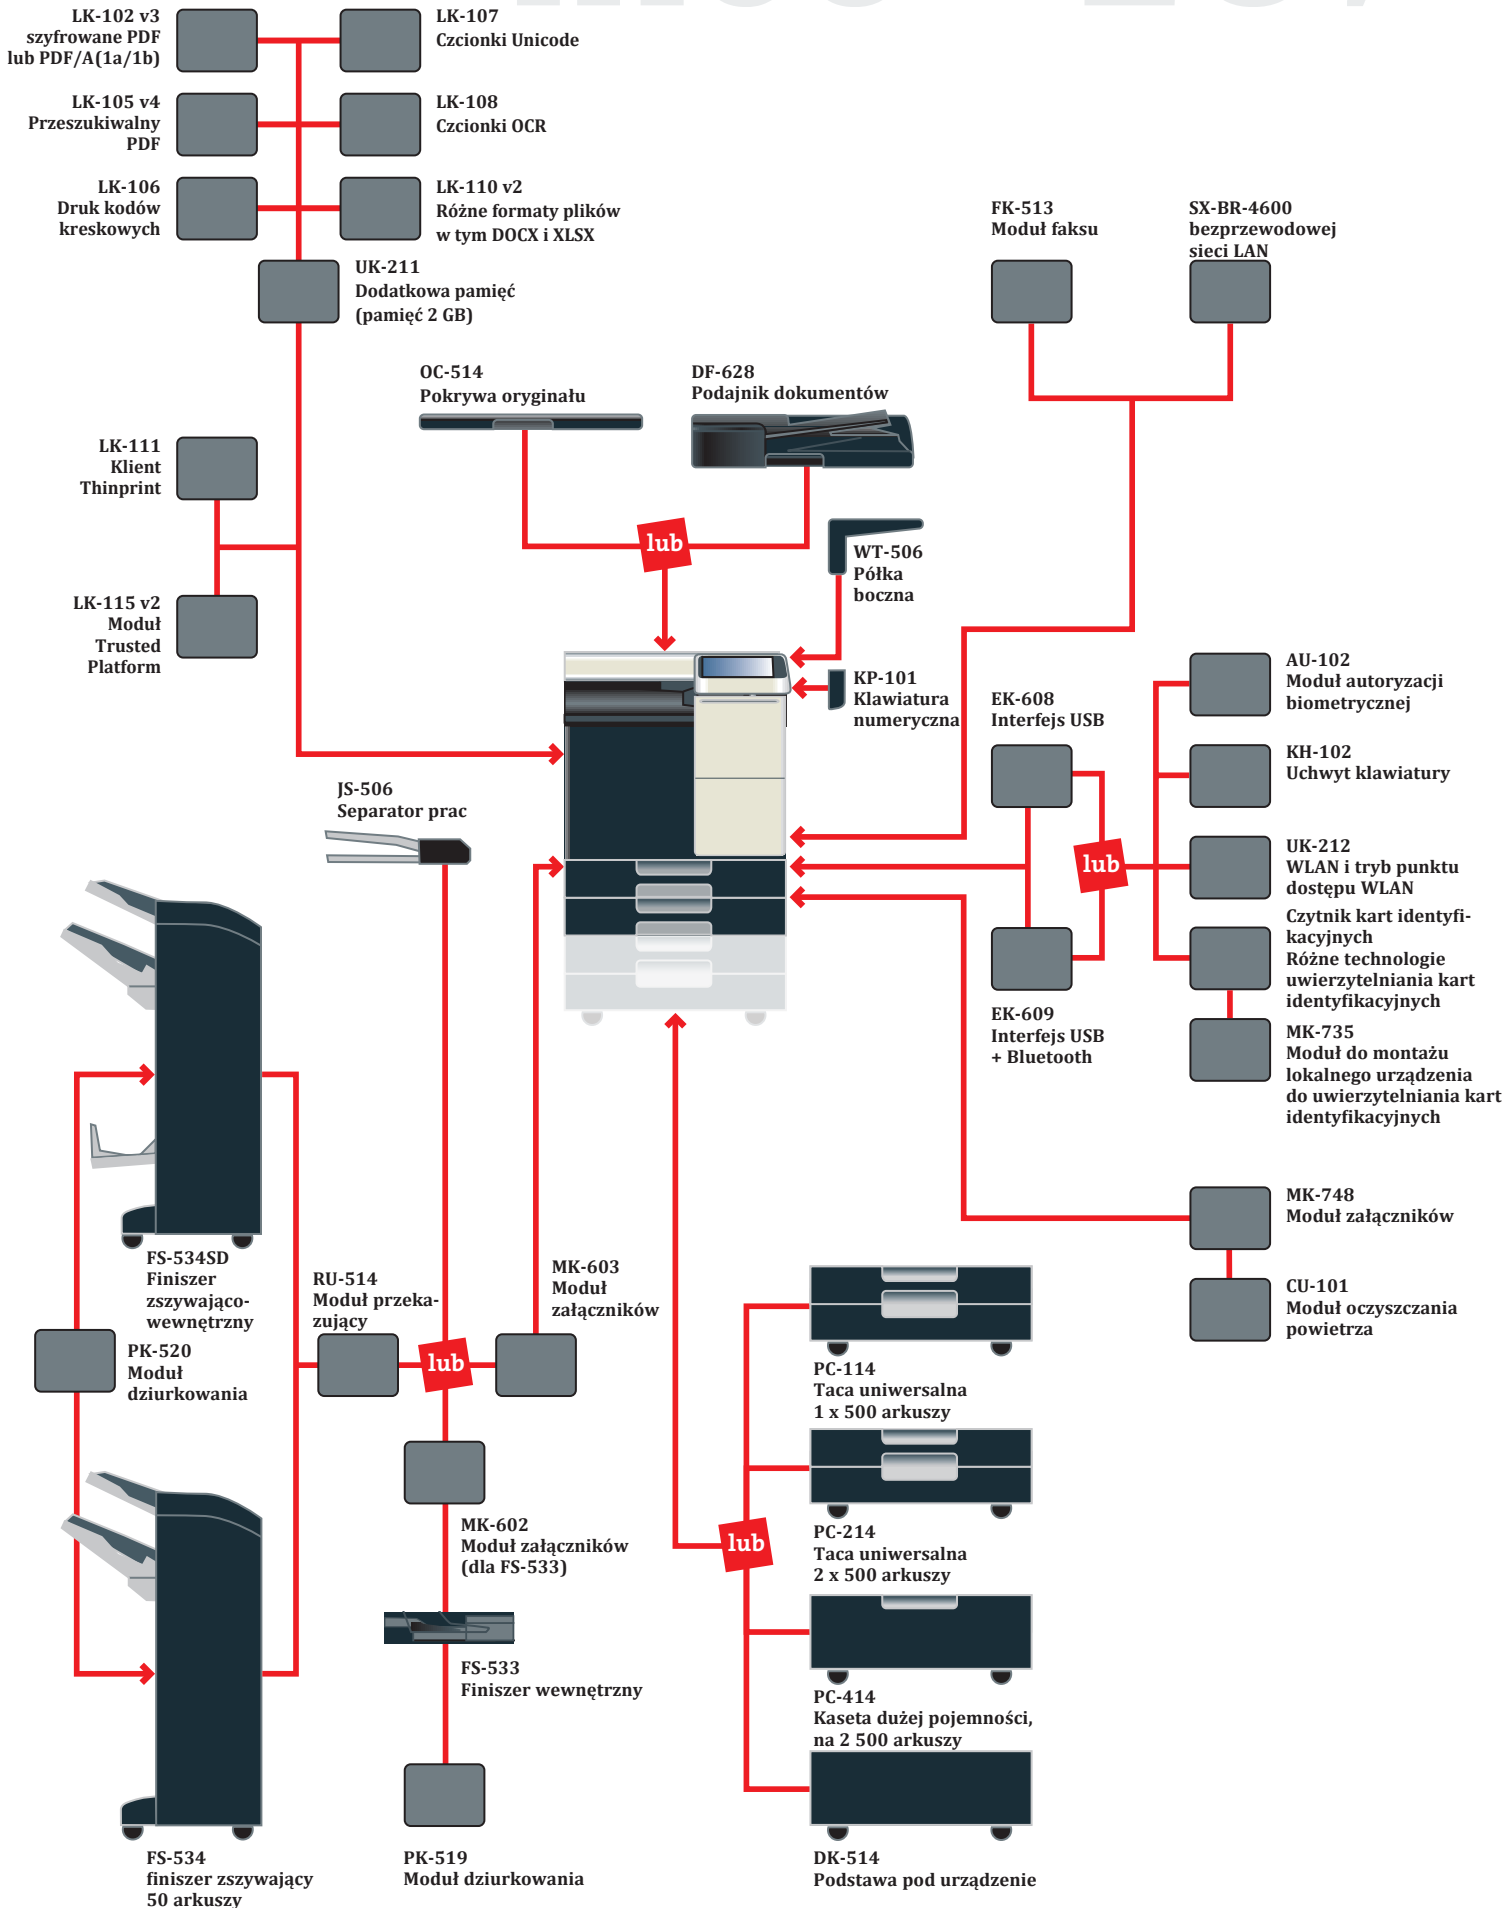 LK-102 v3
szyfrowane PDF
lub PDF/A(1a/1b)
LK-107
Czcionki Unicode
LK-105 v4
Przeszukiwalny
PDF
LK-108
Czcionki OCR
LK-106
Druk kodów
kreskowych
LK-110 v2
Różne formaty plików
w tym DOCX i XLSX
UK-211
Dodatkowa pamięć
(pamięć 2 GB)
FK-513
Moduł faksu
SX-BR-4600
bezprzewodowej
sieci LAN
OC-514
Pokrywa oryginału
DF-628
Podajnik dokumentów
LK-111
Klient
Thinprint
lub
WT-506
Półka
boczna
LK-115 v2
Moduł
Trusted
Platform
KP-101
Klawiatura
numeryczna
EK-608
Interfejs USB
AU-102
Moduł autoryzacji
biometrycznej
KH-102
Uchwyt klawiatury
JS-506
Separator prac
lub
UK-212
WLAN i tryb punktu
dostępu WLAN
Czytnik kart identyfi-
kacyjnych
Różne technologie
uwierzytelniania kart
identyfikacyjnych
EK-609
Interfejs USB
+ Bluetooth
MK-735
Moduł do montażu
lokalnego urządzenia
do uwierzytelniania kart
identyfikacyjnych
MK-748
Moduł załączników
CU-101
Moduł oczyszczania
powietrza
FS-534SD
Finiszer
zszywająco-
wewnętrzny
RU-514
Moduł przeka-
zujący
MK-603
Moduł
załączników
PK-520
Moduł
dziurkowania
lub
PC-114
Taca uniwersalna
1 x 500 arkuszy
MK-602
Moduł załączników
(dla FS-533)
lub
PC-214
Taca uniwersalna
2 x 500 arkuszy
FS-533
Finiszer wewnętrzny
PC-414
Kaseta dużej pojemności,
na 2 500 arkuszy
FS-534
finiszer zszywający
50 arkuszy
PK-519
Moduł dziurkowania
DK-514
Podstawa pod urządzenie